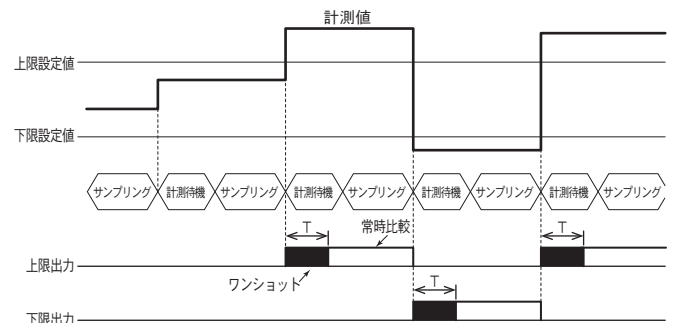 計測値
上限設定値
下限設定値
サンプリング 計測待機 サンプリング 計測待機 サンプリング 計測待機 サンプリング 計測待機 サンプリング
T 常時比較 T
上限出力
ワンショット
T
下限出力